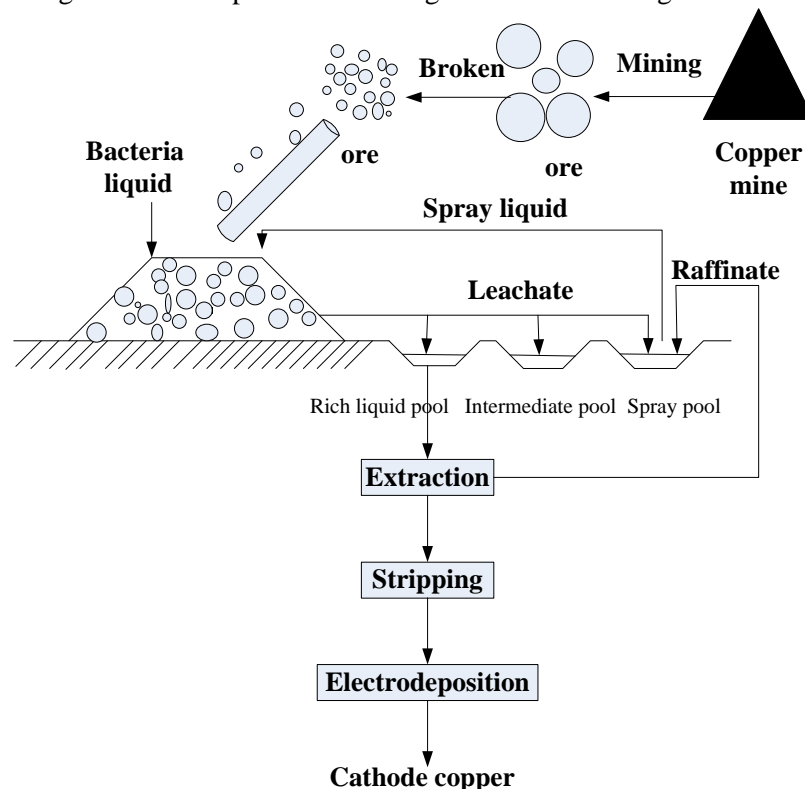 Broken
Mining
ore
ore
Copper
mine
Bacteria
liquid
Spray liquid
Raffinate
Leachate
Rich liquid pool
Intermediate pool
Spray pool
Extraction
Stripping
Electrodeposition
Cathode copper